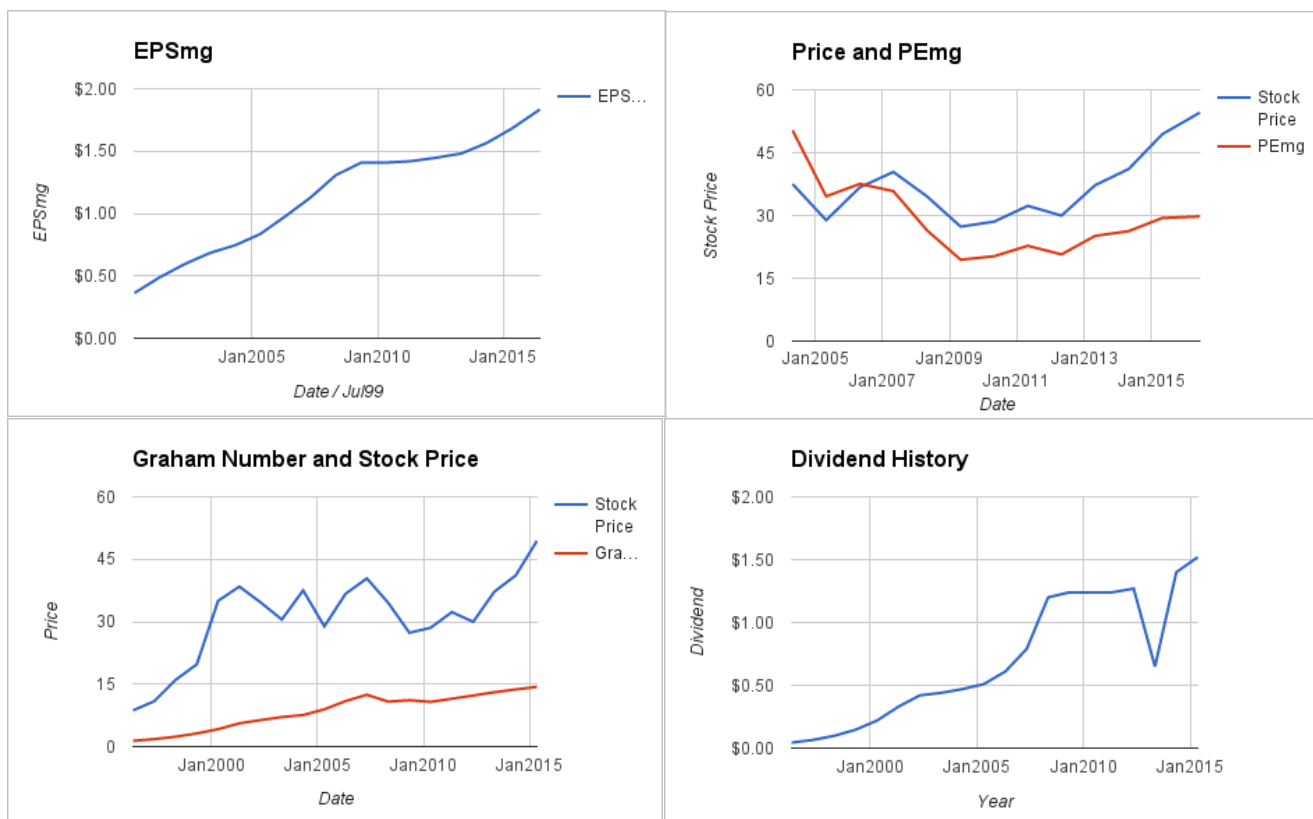 EPSmg
$2.00
$1.50
$1.00
$0.50
$0.00
EPSmg
EPS...
Jan2005 Jan2010 Jan2015
Date / Jul99
Price and PEmg
60
45
30
15
0
Stock Price
Stock
Price
PEmg
Jan2005 Jan2009 Jan2013
Jan2007 Jan2011 Jan2015
Date
Graham Number and Stock Price
60
45
30
15
0
Price
Stock
Price
Gra...
Jan2000 Jan2005 Jan2010 Jan2015
Date
Dividend History
$2.00
$1.50
$1.00
$0.50
$0.00
Dividend
Jan2000 Jan2005 Jan2010 Jan2015
Year